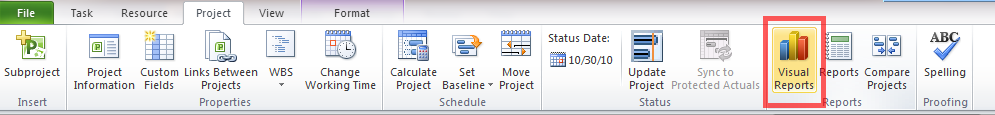 File Task Resource Project View Format
Subproject
Project Information
Custom Fields
Links Between Projects
WBS
Change Working Time
Calculate Project
Set Baseline
Move Project
Status Date:
10/30/10
Update Project
Sync to Protected Actuals
Visual Reports
Reports
Compare Projects
ABC
Spelling
Insert Properties Schedule Status Reports Proofing